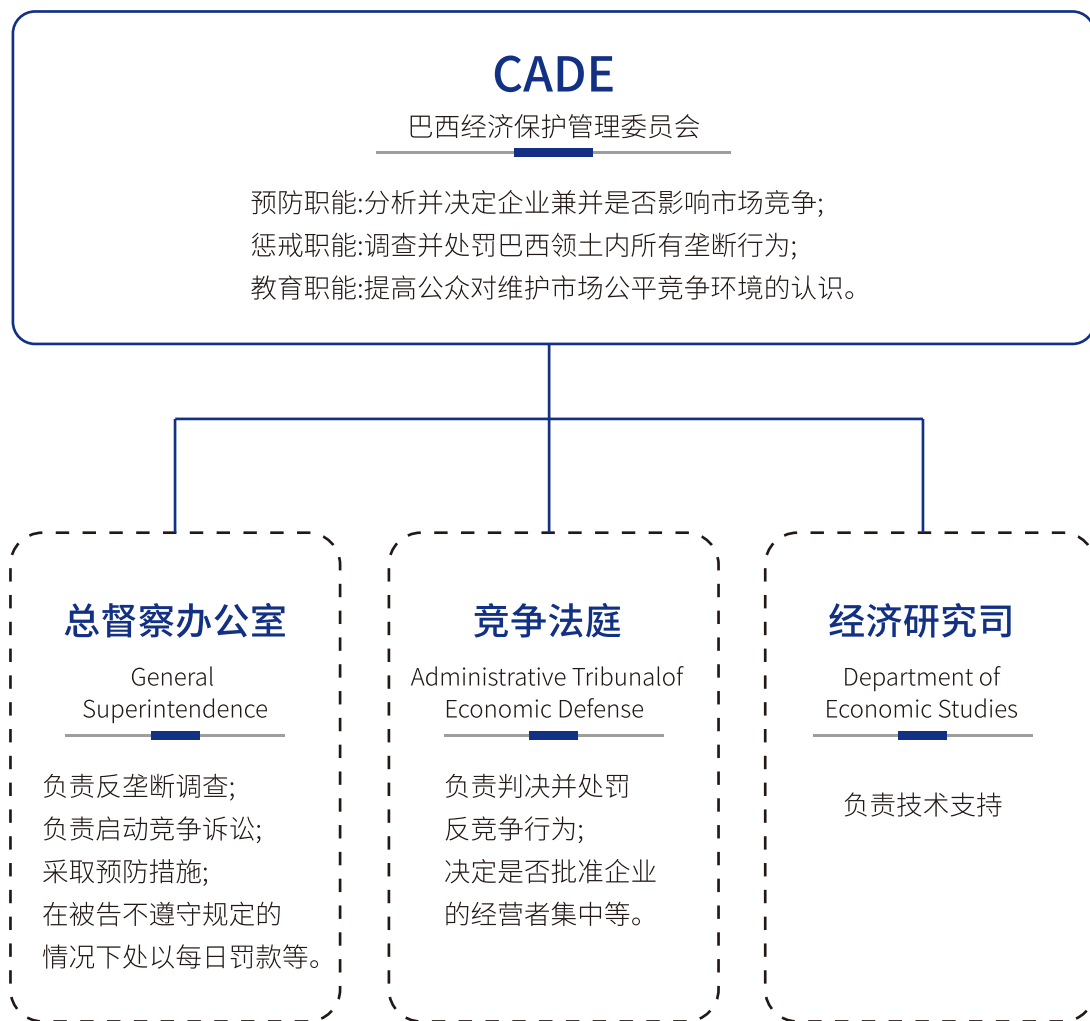 CADE
巴西经济保护管理委员会
预防职能:分析并决定企业兼并是否影响市场竞争;
惩戒职能:调查并处罚巴西领土内所有垄断行为;
教育职能:提高公众对维护市场公平竞争环境的认识。
总督察办公室
General
Superintendence
负责反垄断调查;
负责启动竞争诉讼;
采取预防措施;
在被告不遵守规定的
情况下处以每日罚款等。
竞争法庭
Administrative Tribunalof
Economic Defense
负责判决并处罚
反竞争行为;
决定是否批准企业
的经营者集中等。
经济研究司
Department of
Economic Studies
负责技术支持